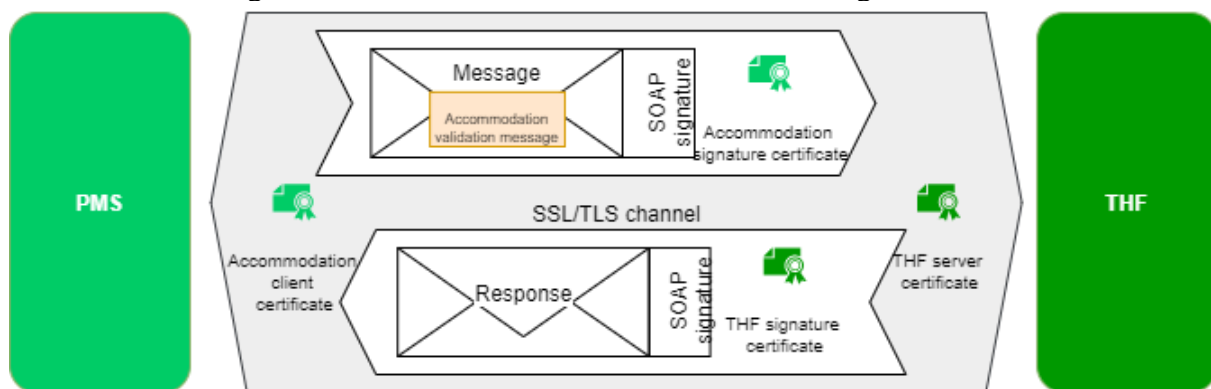 PMS
Message
Accommodation
validation message
SOAP
signature
Accommodation
signature certificate
SSL/TLS channel
Accommodation
client
certificate
THF server
certificate
Response
SOAP
signature
THF signature
certificate
THF